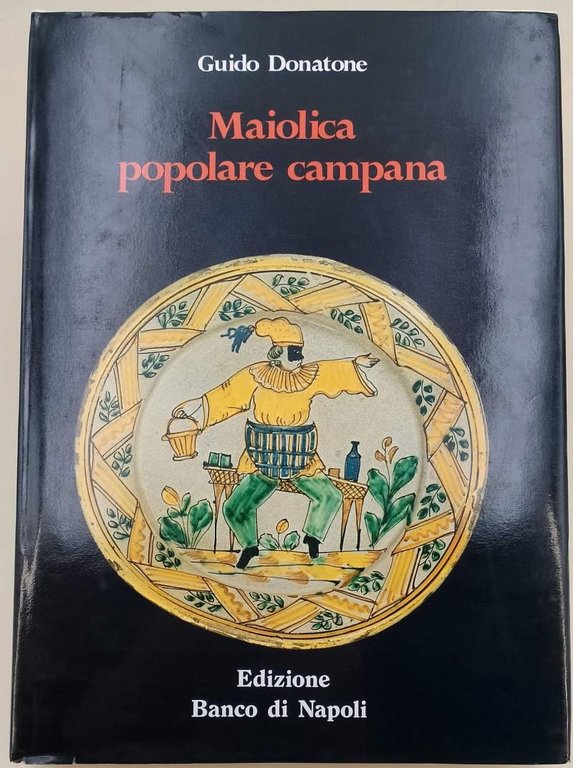 Guido Donatone
Maiolica
popolare campana
Edizione
Banco di Napoli